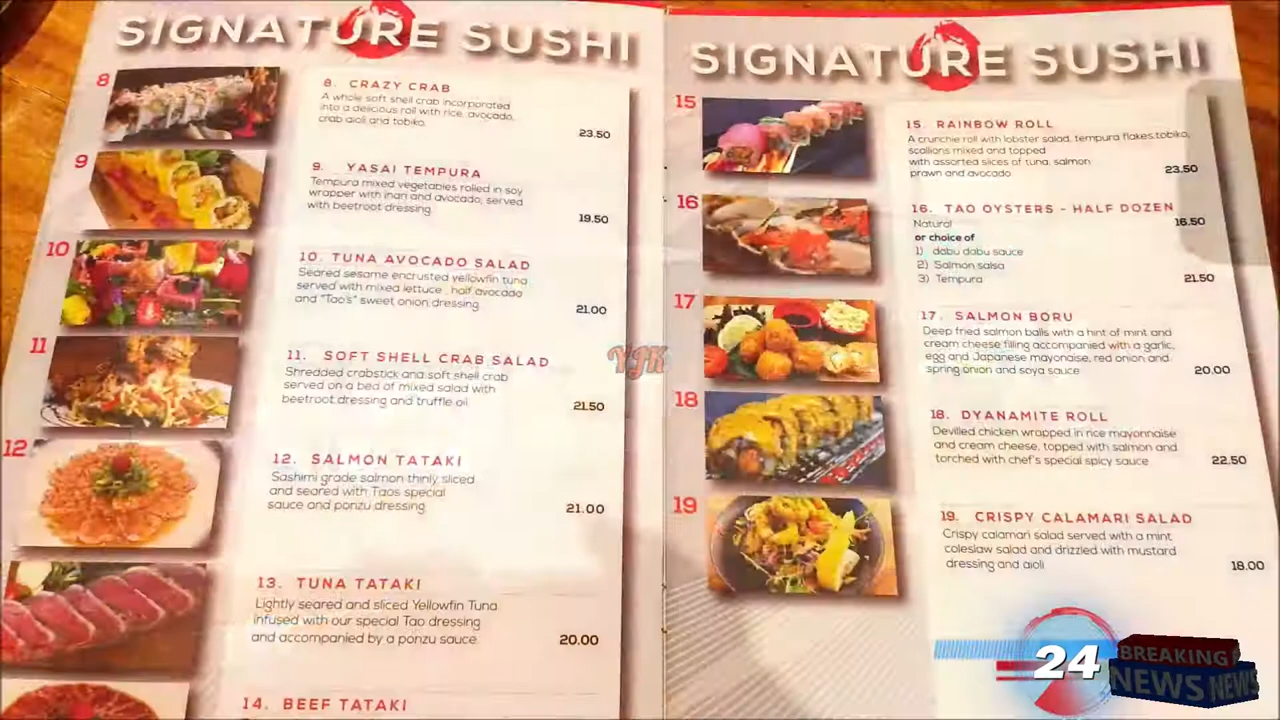 SIGNATURE SUSHI
8
8. CRAZY CRAB
A whole soft shell crab incorporated
into a delicious roll with rice, avocado,
crab aioli and tobiko.
23.50
9
9. YASAI TEMPURA
Tempura mixed vegetables rolled in soy
wrapper with inari and avocado, served
with beetroot dressing
19.50
10
10. TUNA AVOCADO SALAD
Seared sesame encrusted yellowfin tuna
served with mixed lettuce, half avocado
and "Tao's" sweet onion dressing
21.00
11
11. SOFT SHELL CRAB SALAD
Shredded crabstick and soft shell crab
served on a bed of mixed salad with
beetroot dressing and truffle oil
21.50
12
12. SALMON TATAKI
Sashimi grade salmon thinly sliced
and seared with Taos special
sauce and ponzu dressing
21.00
13. TUNA TATAKI
Lightly seared and sliced Yellowfin Tuna
infused with our special Tao dressing
and accompanied by a ponzu sauce
20.00
14. BEEF TATAKI
SIGNATURE SUSHI
15
15. RAINBOW ROLL
A crunchie roll with lobster salad, tempura flakes,tobiko,
scallions mixed and topped
with assorted slices of tuna, salmon
prawn and avocado
23.50
16
16. TAO OYSTERS - HALF DOZEN
Natural
16.50
or choice of
1) dabu dabu sauce
2) Salmon salsa
3) Tempura
21.50
17
17. SALMON BORU
Deep fried salmon balls with a hint of mint and
cream cheese filling accompanied with a garlic,
egg and Japanese mayonaise, red onion and
spring onion and soya sauce
20.00
18
18. DYANAMITE ROLL
Devilled chicken wrapped in rice mayonnaise
and cream cheese, topped with salmon and
torched with chef's special spicy sauce
22.50
19
19. CRISPY CALAMARI SALAD
Crispy calamari salad served with a mint
coleslaw salad and drizzled with mustard
dressing and aioli
18.00
YJK
24
BREAKING
NEWS NEWS